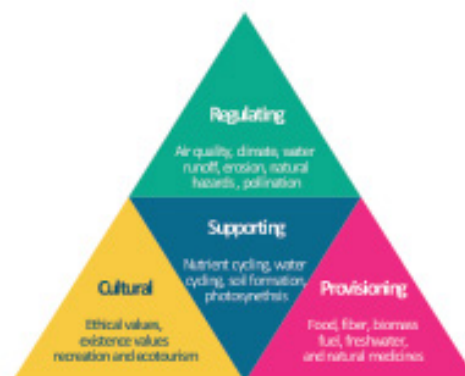 Regulating
Air quality, climate, water
runoff, erosion, natural
hazards, pollination
Supporting
Nutrient cycling, water
cycling, soil formation,
photosynethsis
Cultural
Ethical values,
existence values
recreation and ecotourism
Provisioning
Food, fiber, biomass
fuel, freshwater,
and natural medicines